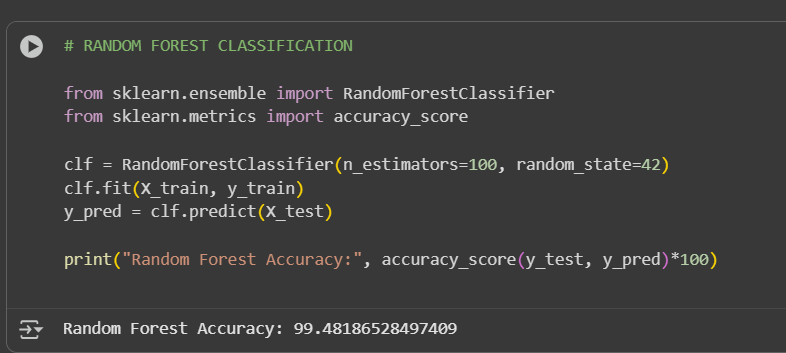 # RANDOM FOREST CLASSIFICATION
from sklearn.ensemble import RandomForestClassifier
from sklearn.metrics import accuracy_score
clf = RandomForestClassifier(n_estimators=100, random_state=42)
clf.fit(X_train, y_train)
y_pred = clf.predict(X_test)
print("Random Forest Accuracy:", accuracy_score(y_test, y_pred)*100)
Random Forest Accuracy: 99.48186528497409